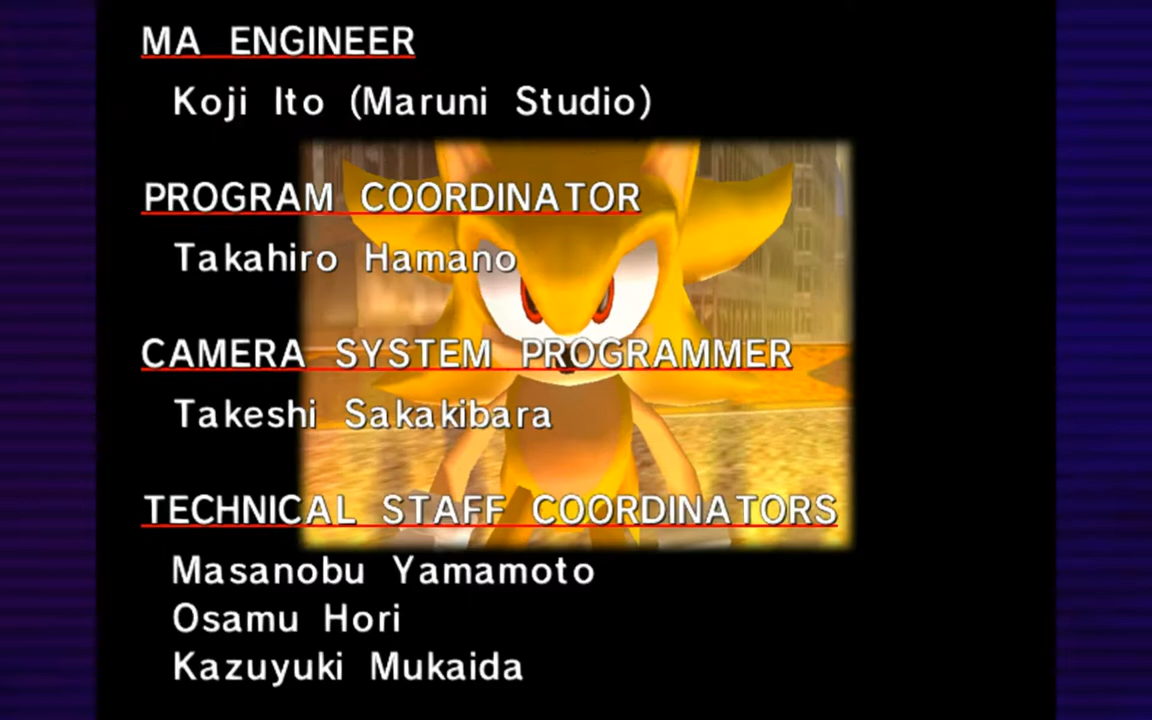 MA ENGINEER
Koji Ito (Maruni Studio)
PROGRAM COORDINATOR
Takahiro Hamano
CAMERA SYSTEM PROGRAMMER
Takeshi Sakakibara
TECHNICAL STAFF COORDINATORS
Masanobu Yamamoto
Osamu Hori
Kazuyuki Mukaida